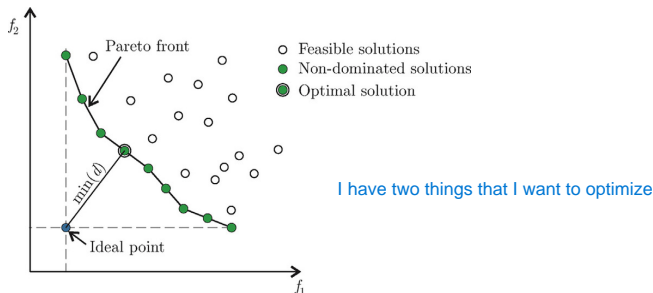 f₂
Pareto front
Feasible solutions
Non-dominated solutions
Optimal solution
min(d)
I have two things that I want to optimize
Ideal point
f₁